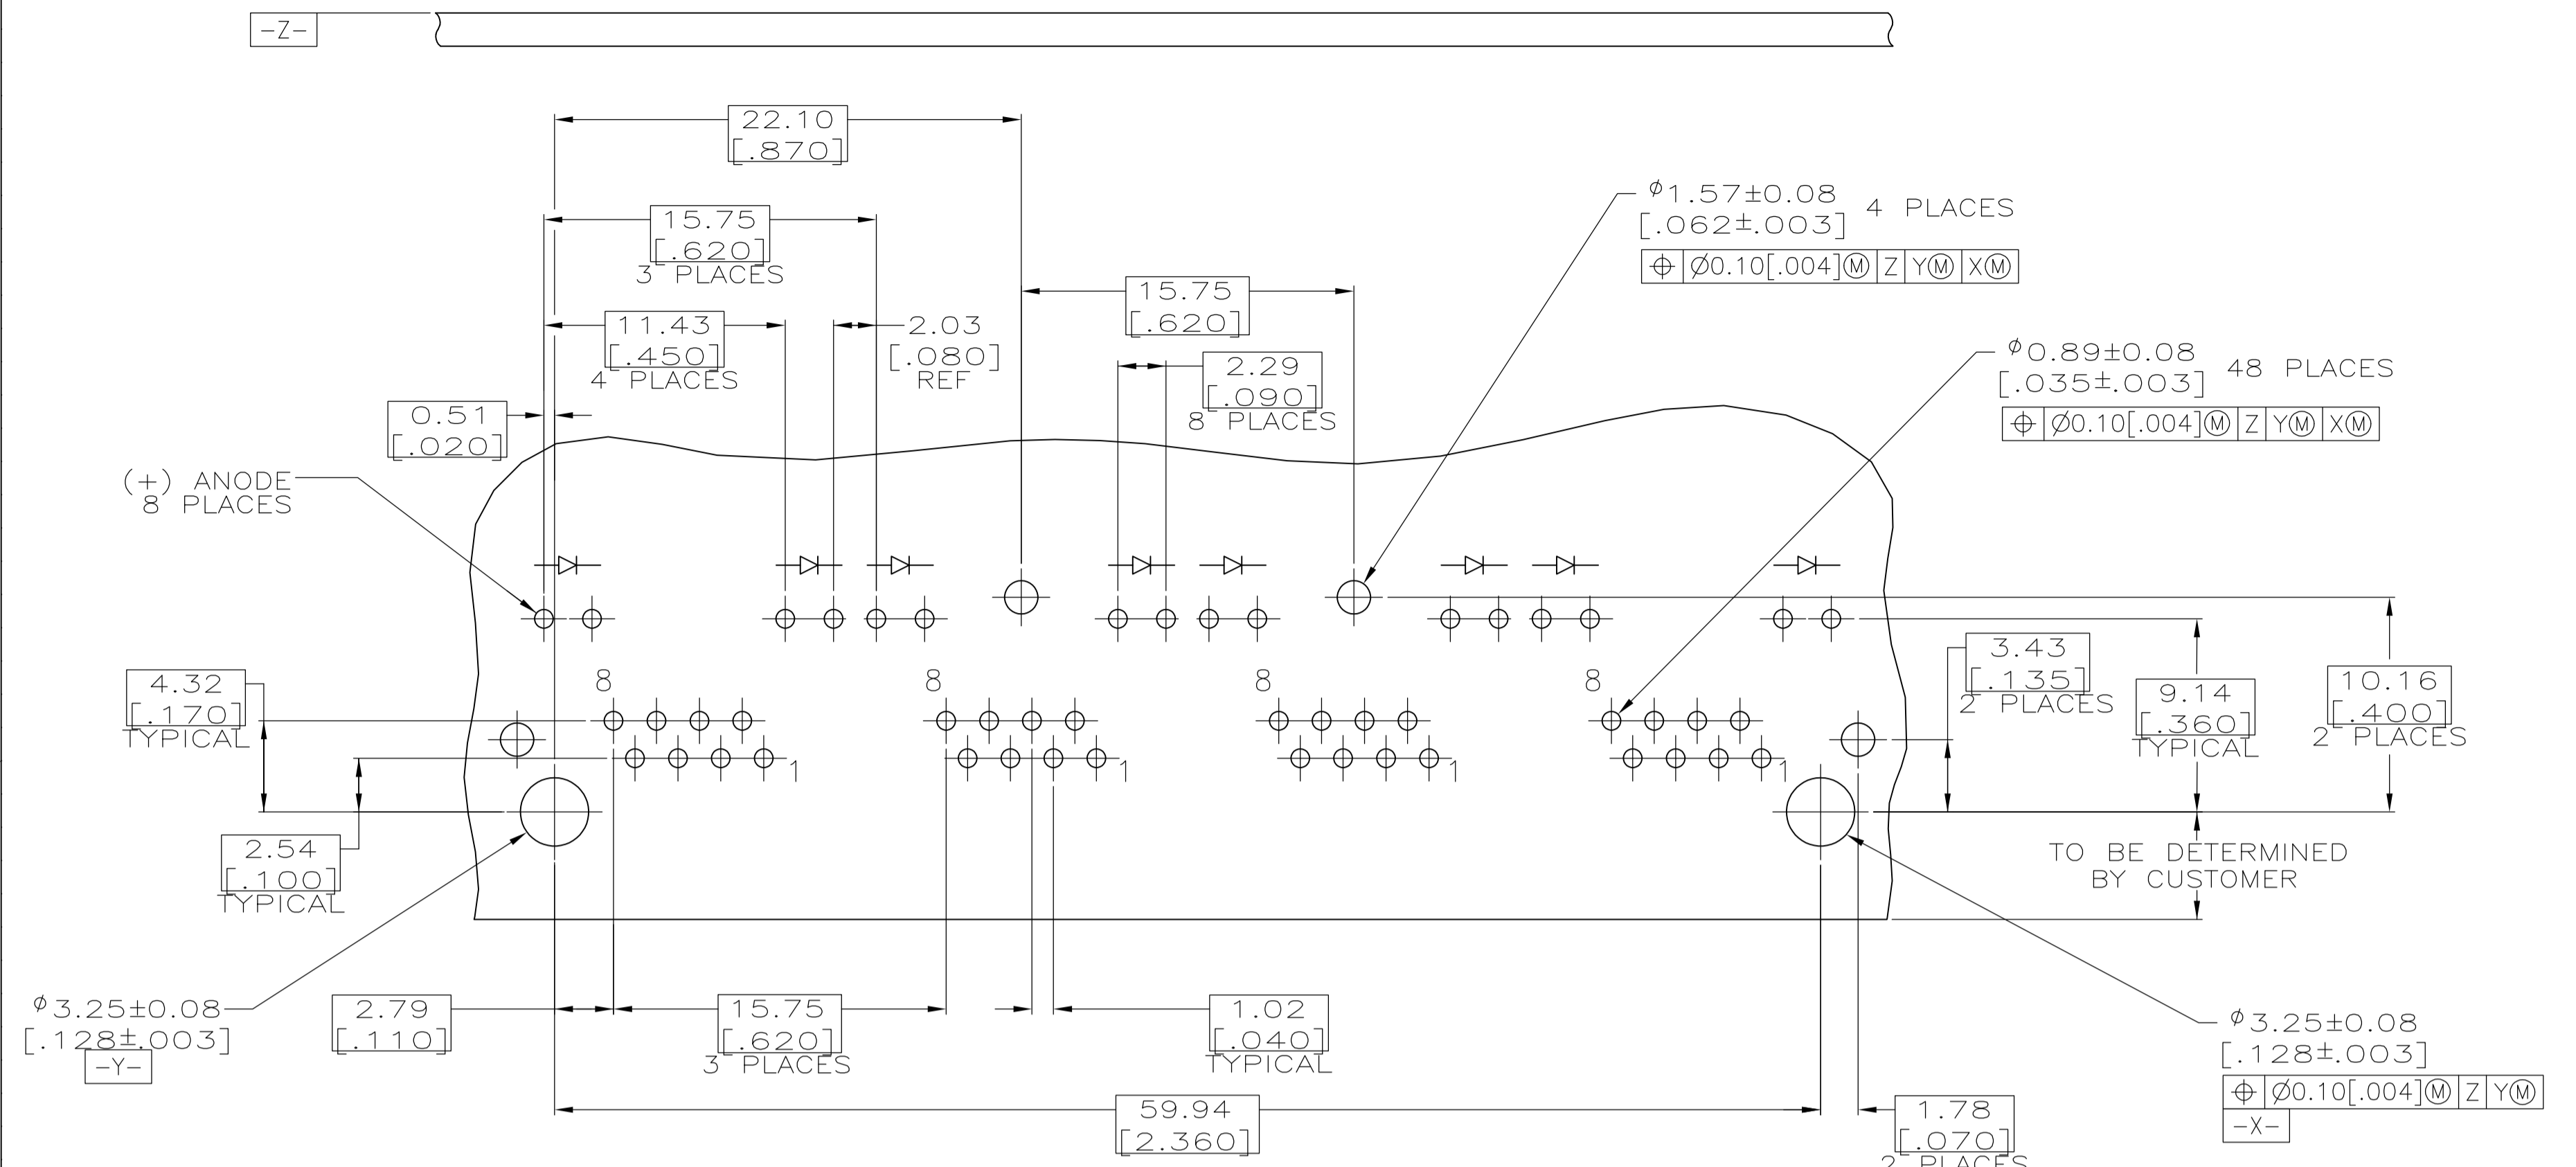 -Z-
22.10
[.870]
15.75
[.620]
3 PLACES
11.43
[.450]
4 PLACES
2.03
[.080]
REF
0.51
[.020]
15.75
[.620]
2.29
[.090]
8 PLACES
⌀1.57±0.08
[.062±.003]
4 PLACES
⌖ Ø0.10[.004]Ⓜ Z YⓂ XⓂ
⌀0.89±0.08
[.035±.003]
48 PLACES
⌖ Ø0.10[.004]Ⓜ Z YⓂ XⓂ
(+) ANODE
8 PLACES
4.32
[.170]
TYPICAL
2.54
[.100]
TYPICAL
8
8
8
8
1
1
1
1
3.43
[.135]
2 PLACES
9.14
[.360]
TYPICAL
10.16
[.400]
2 PLACES
TO BE DETERMINED
BY CUSTOMER
⌀3.25±0.08
[.128±.003]
-Y-
2.79
[.110]
15.75
[.620]
3 PLACES
1.02
[.040]
TYPICAL
59.94
[2.360]
1.78
[.070]
2 PLACES
⌀3.25±0.08
[.128±.003]
⌖ Ø0.10[.004]Ⓜ Z YⓂ
-X-